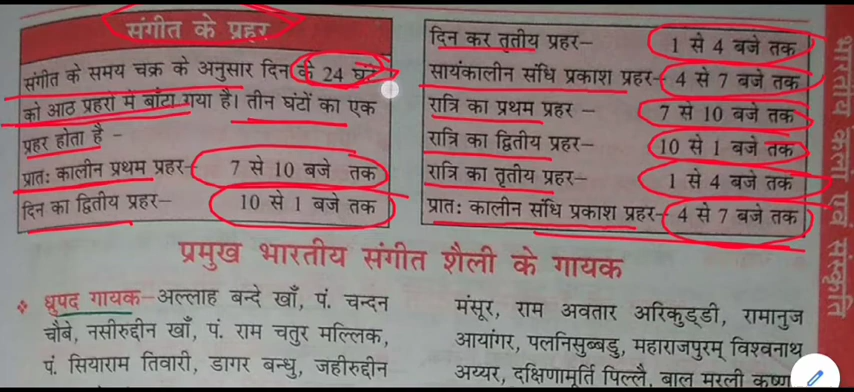 संगीत के प्रहर
संगीत के समय चक्र के अनुसार दिन के 24 घंटे
को आठ प्रहरों में बाँटा गया है। तीन घंटों का एक
प्रहर होता है –
प्रातः कालीन प्रथम प्रहर– 7 से 10 बजे तक
दिन का द्वितीय प्रहर– 10 से 1 बजे तक
दिन कर तृतीय प्रहर– 1 से 4 बजे तक
सायंकालीन संधि प्रकाश प्रहर– 4 से 7 बजे तक
रात्रि का प्रथम प्रहर – 7 से 10 बजे तक
रात्रि का द्वितीय प्रहर– 10 से 1 बजे तक
रात्रि का तृतीय प्रहर– 1 से 4 बजे तक
प्रातः कालीन संधि प्रकाश प्रहर– 4 से 7 बजे तक
प्रमुख भारतीय संगीत शैली के गायक
❖ ध्रुपद गायक–अल्लाह बन्दे खाँ, पं. चन्दन
चौबे, नसीरुद्दीन खाँ, पं. राम चतुर मल्लिक,
पं. सियाराम तिवारी, डागर बन्धु, जहीरुद्दीन
मंसूर, राम अवतार अरिकुड्डी, रामानुज
आयांगर, पलनिसुब्बडु, महाराजपुरम् विश्वनाथ
अय्यर, दक्षिणामूर्ति पिल्लै, बाल मुरली कृष्ण
भारतीय कला एवं संस्कृति